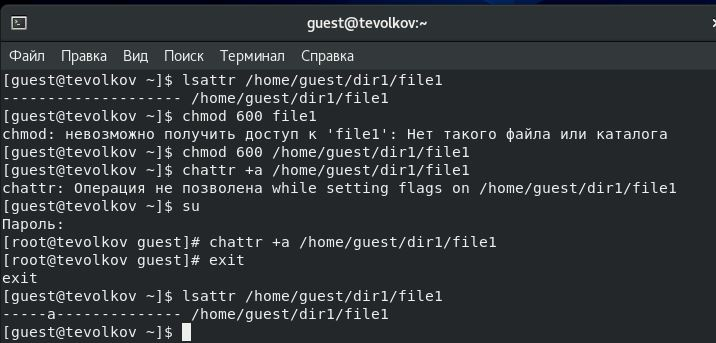 guest@tevolkov:~
Файл Правка Вид Поиск Терминал Справка
[guest@tevolkov ~]$ lsattr /home/guest/dir1/file1
-------------------- /home/guest/dir1/file1
[guest@tevolkov ~]$ chmod 600 file1
chmod: невозможно получить доступ к 'file1': Нет такого файла или каталога
[guest@tevolkov ~]$ chmod 600 /home/guest/dir1/file1
[guest@tevolkov ~]$ chattr +a /home/guest/dir1/file1
chattr: Операция не позволена while setting flags on /home/guest/dir1/file1
[guest@tevolkov ~]$ su
Пароль:
[root@tevolkov guest]# chattr +a /home/guest/dir1/file1
[root@tevolkov guest]# exit
exit
[guest@tevolkov ~]$ lsattr /home/guest/dir1/file1
-----a-------------- /home/guest/dir1/file1
[guest@tevolkov ~]$